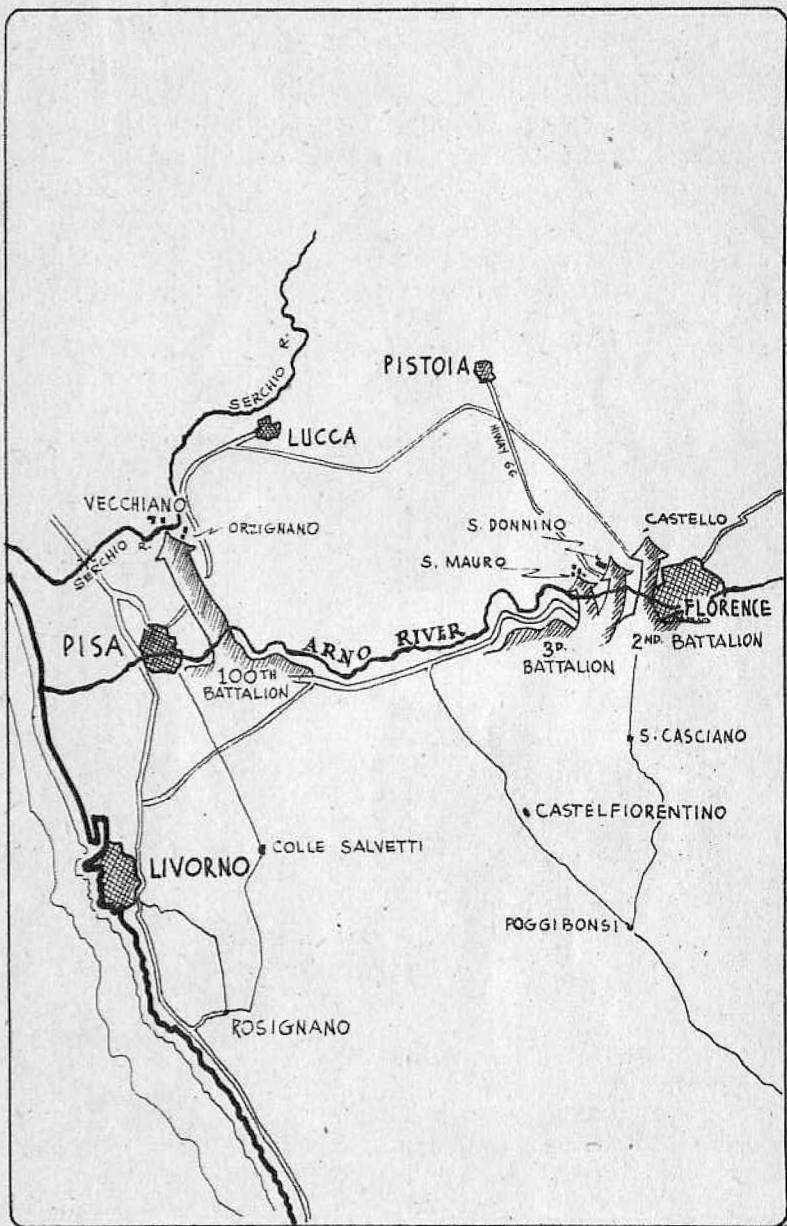 SERCHIO R.
PISTOIA
LUCCA
HIWAY 66
VECCHIANO
ORZIGNANO
S. DONNINO
CASTELLO
SERCHIO R.
S. MAURO
FLORENCE
PISA
ARNO RIVER
100TH
BATTALION
3D.
BATTALION
2ND. BATTALION
S. CASCIANO
CASTELFIORENTINO
LIVORNO
COLLE SALVETTI
POGGIBONSI
ROSIGNANO